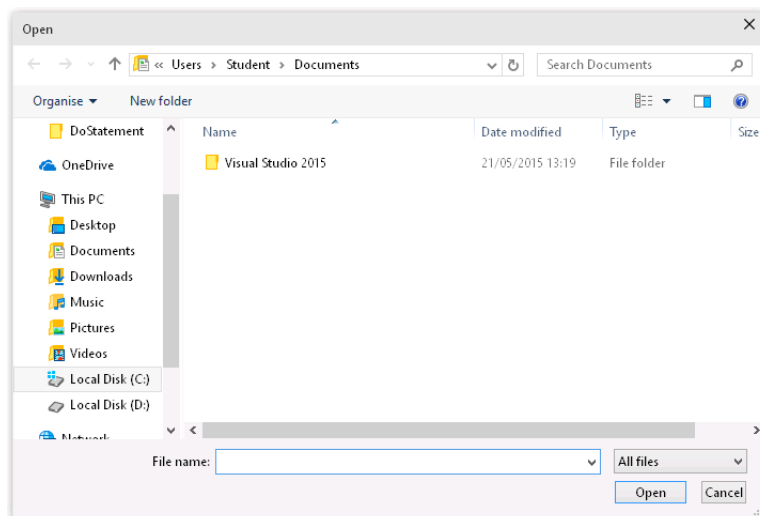 Open
« Users > Student > Documents
Search Documents
Organise
New folder
Name Date modified Type Size
Visual Studio 2015 21/05/2015 13:19 File folder
DoStatement
OneDrive
This PC
Desktop
Documents
Downloads
Music
Pictures
Videos
Local Disk (C:)
Local Disk (D:)
Network
File name:
All files
Open Cancel